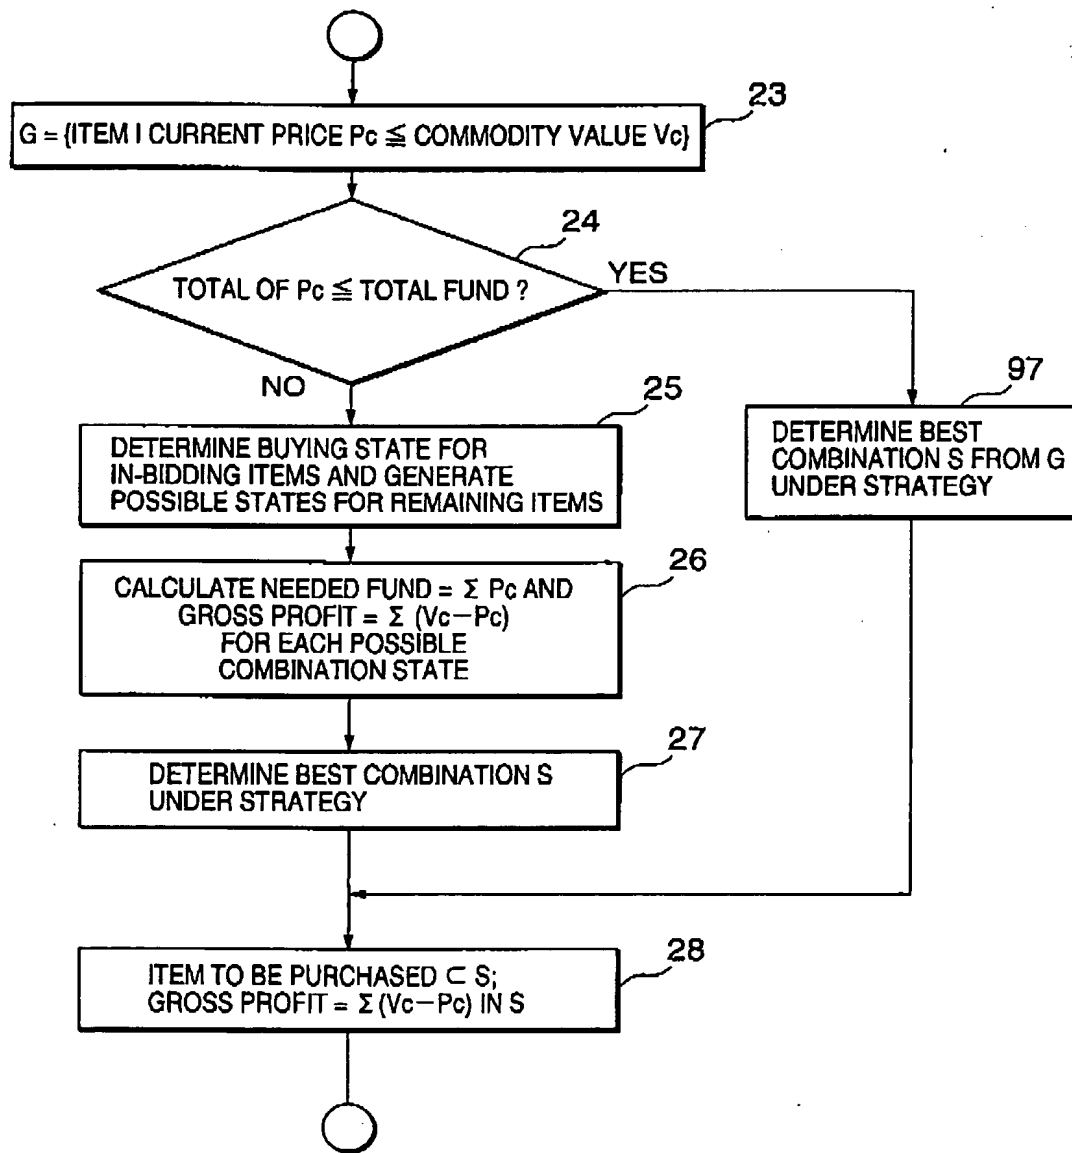 23
G = {ITEM I CURRENT PRICE Pc ≦ COMMODITY VALUE Vc}
24
TOTAL OF Pc ≦ TOTAL FUND ?
YES
NO
25
DETERMINE BUYING STATE FOR
IN-BIDDING ITEMS AND GENERATE
POSSIBLE STATES FOR REMAINING ITEMS
97
DETERMINE BEST
COMBINATION S FROM G
UNDER STRATEGY
26
CALCULATE NEEDED FUND = Σ Pc AND
GROSS PROFIT = Σ (Vc−Pc)
FOR EACH POSSIBLE
COMBINATION STATE
27
DETERMINE BEST COMBINATION S
UNDER STRATEGY
28
ITEM TO BE PURCHASED ⊂ S;
GROSS PROFIT = Σ (Vc−Pc) IN S